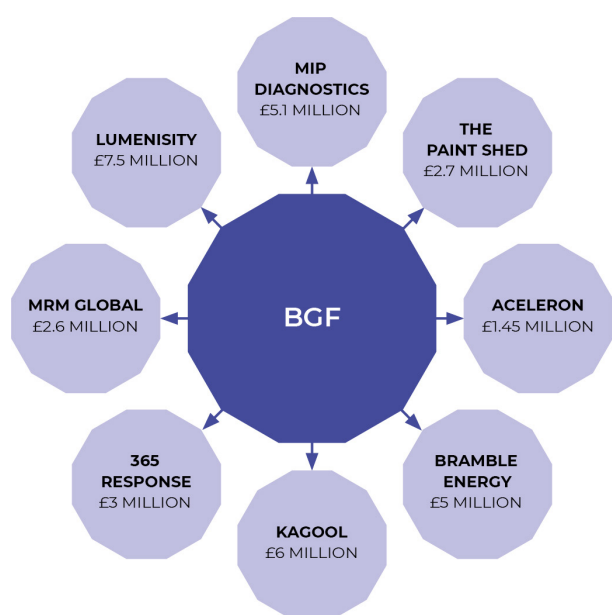 MIP
DIAGNOSTICS
£5.1 MILLION
LUMENISITY
£7.5 MILLION
THE
PAINT SHED
£2.7 MILLION
MRM GLOBAL
£2.6 MILLION
BGF
ACELERON
£1.45 MILLION
365
RESPONSE
£3 MILLION
BRAMBLE
ENERGY
£5 MILLION
KAGOOL
£6 MILLION